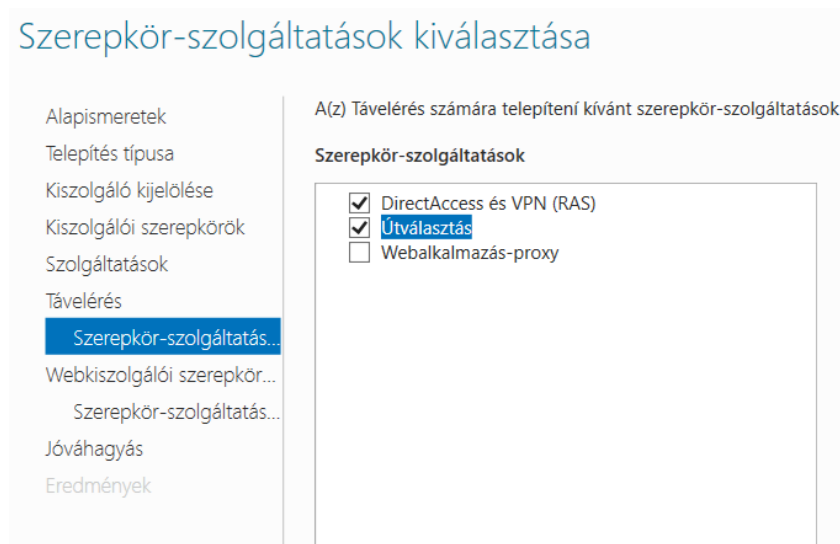 Szerepkör-szolgáltatások kiválasztása
Alapismeretek
Telepítés típusa
Kiszolgáló kijelölése
Kiszolgálói szerepkörök
Szolgáltatások
Távelérés
Szerepkör-szolgáltatás...
Webkiszolgálói szerepkör...
Szerepkör-szolgáltatás...
Jóváhagyás
Eredmények
A(z) Távelérés számára telepítení kívánt szerepkör-szolgáltatások
Szerepkör-szolgáltatások
DirectAccess és VPN (RAS)
Útválasztás
Webalkalmazás-proxy